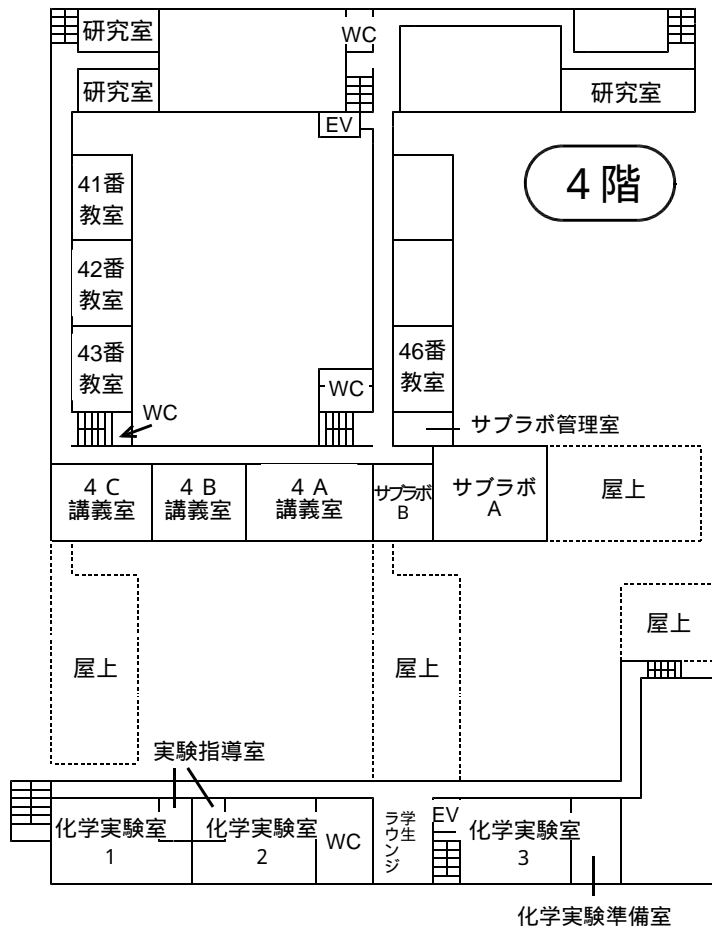 研究室
WC
研究室
研究室
EV
4階
41番
教室
42番
教室
43番
教室
46番
教室
WC
WC
サブラボ管理室
4C
講義室
4B
講義室
4A
講義室
サブラボ
B
サブラボ
A
屋上
屋上
屋上
屋上
実験指導室
化学実験室
1
化学実験室
2
WC
学生
ラウンジ
EV
化学実験室
3
化学実験準備室